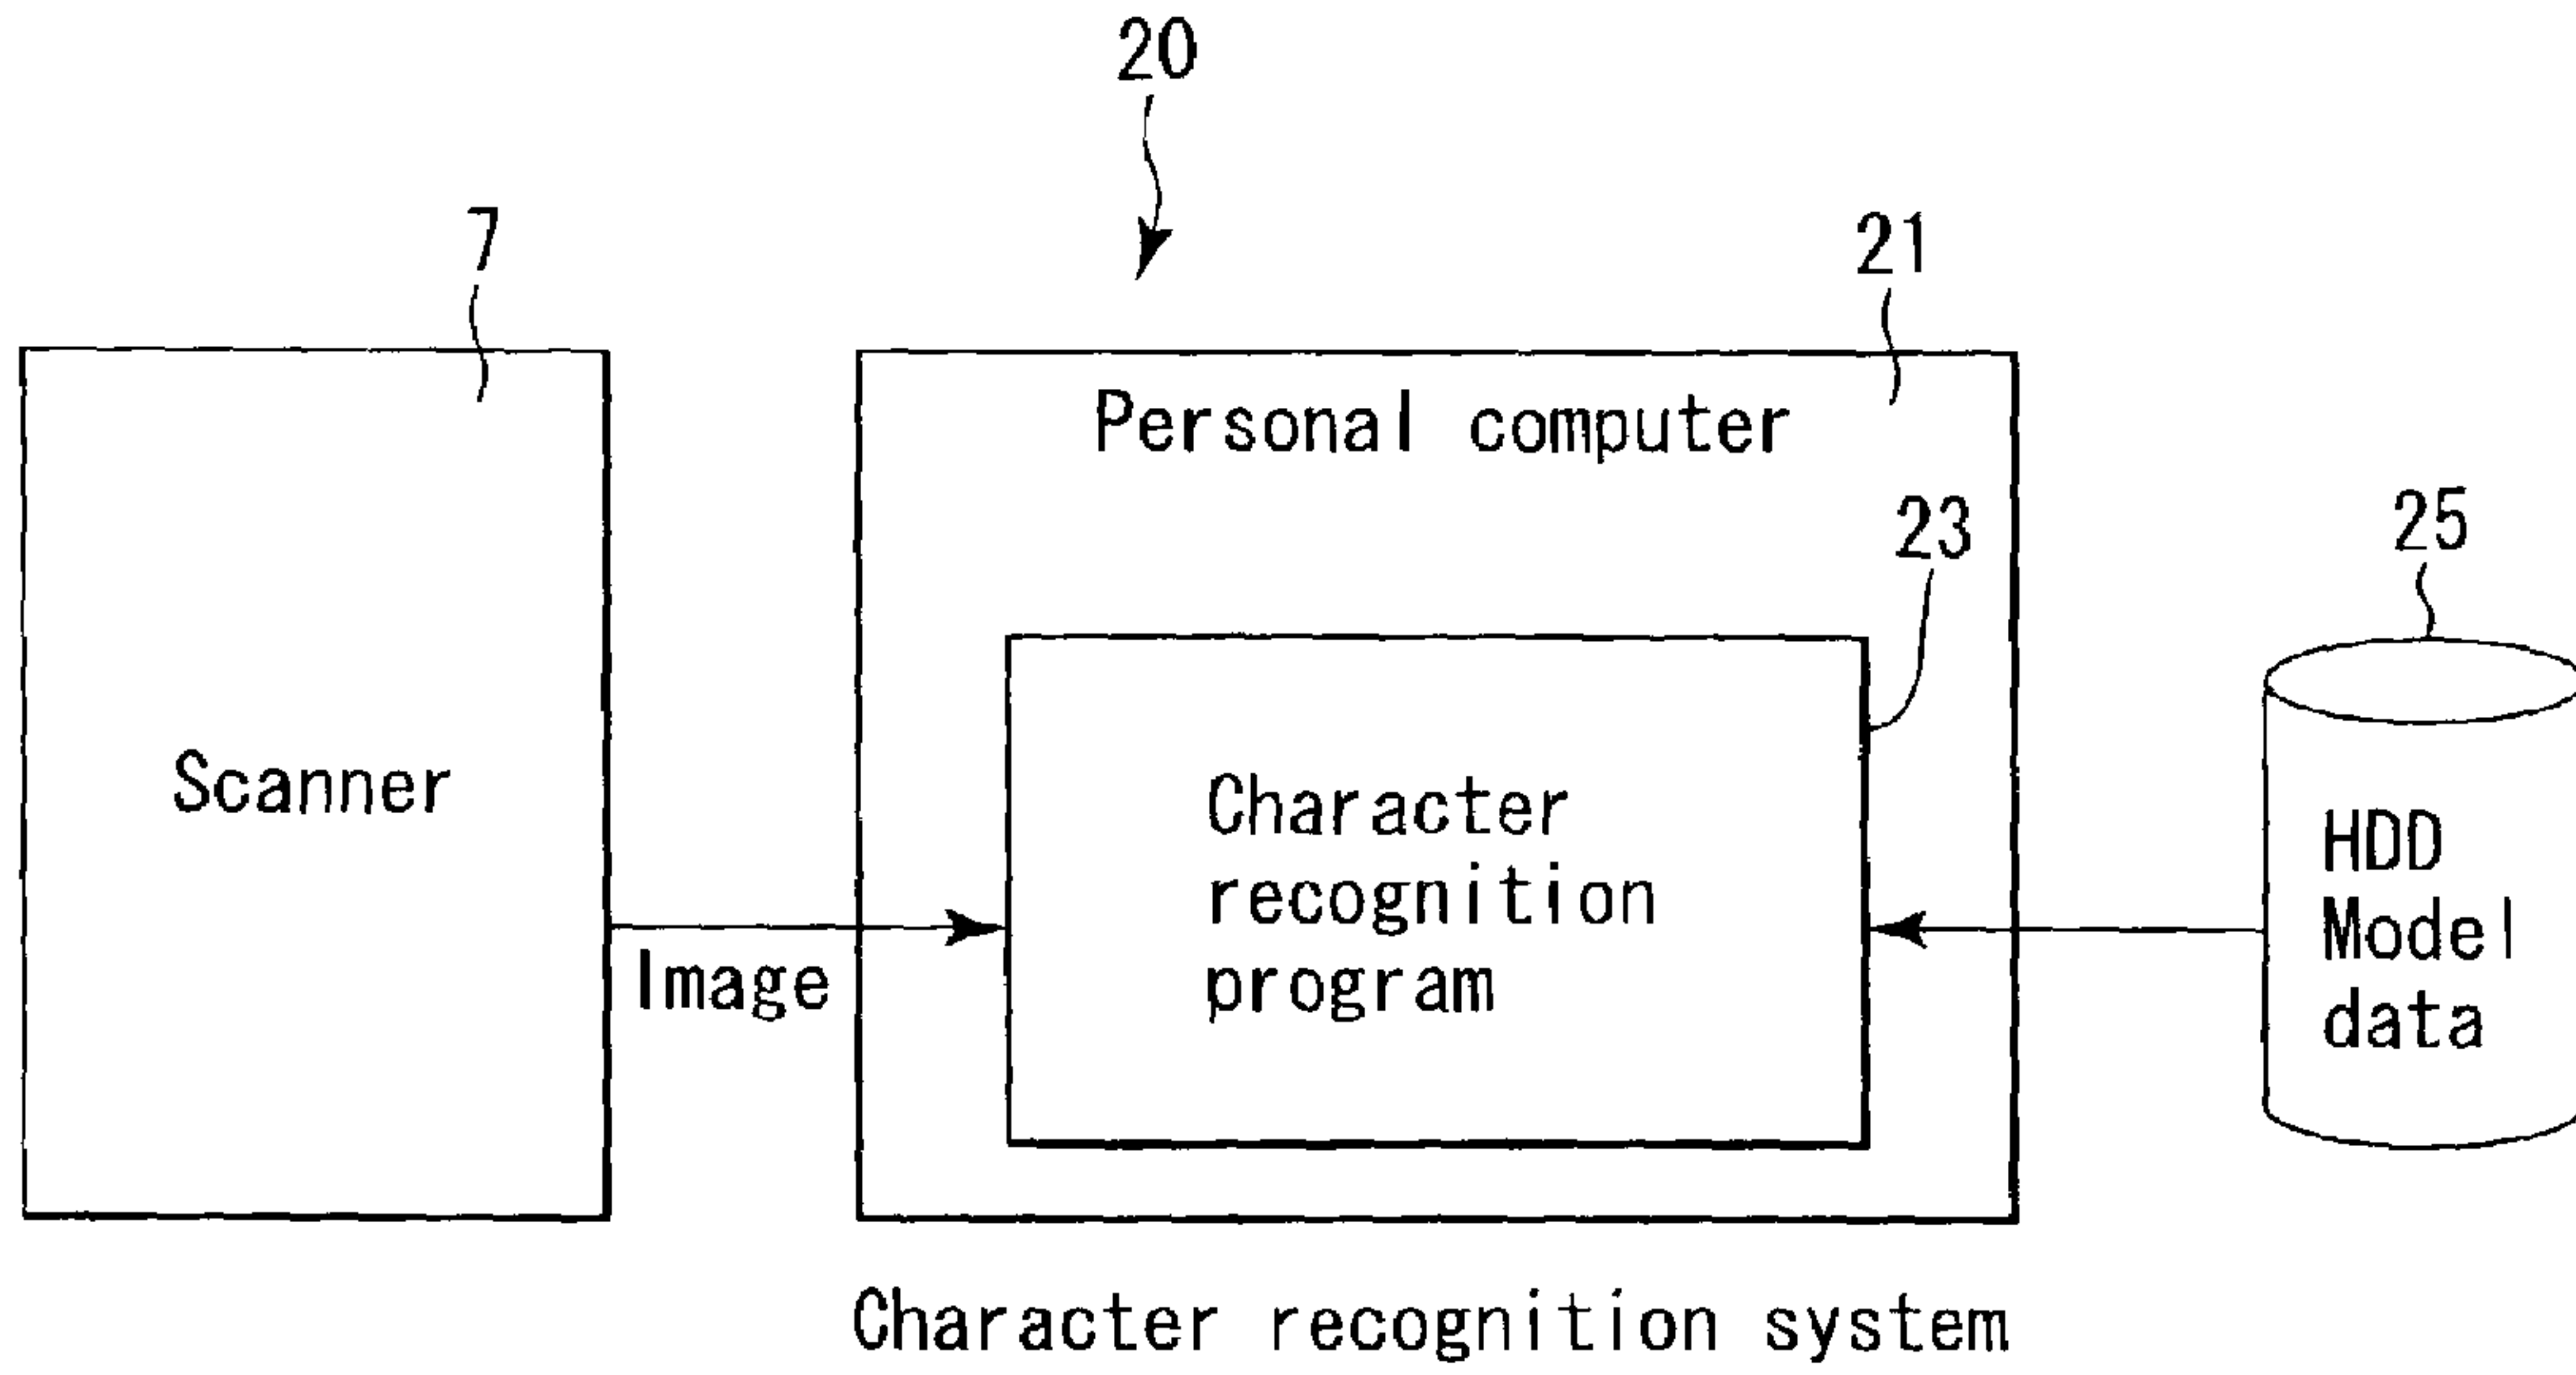 20
7
21
Personal computer
23
25
Scanner
Character
recognition
program
HDD
Model
data
Image
Character recognition system